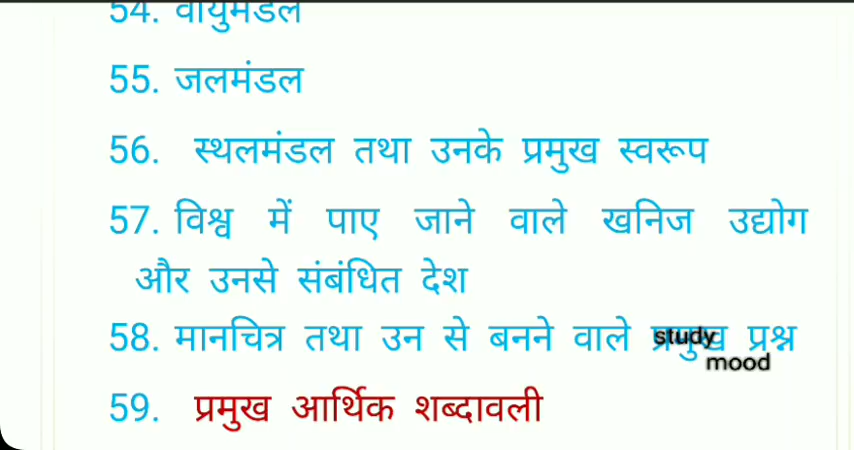 54. वायुमंडल
55. जलमंडल
56. स्थलमंडल तथा उनके प्रमुख स्वरूप
57. विश्व में पाए जाने वाले खनिज उद्योग
और उनसे संबंधित देश
58. मानचित्र तथा उन से बनने वाले प्रमुख प्रश्न
study
mood
59. प्रमुख आर्थिक शब्दावली